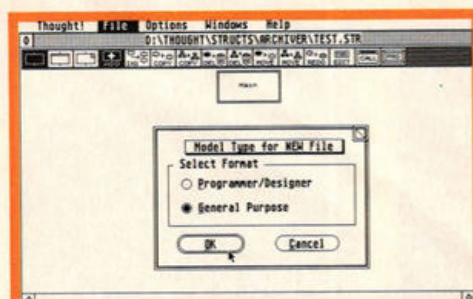 Thought! File Options Windows Help
D:\THOUGHT\STRUCTS\ARCHIVER\TEST.STR
Main
Model Type for NEW File
Select Format
Programmer/Designer
General Purpose
OK Cancel